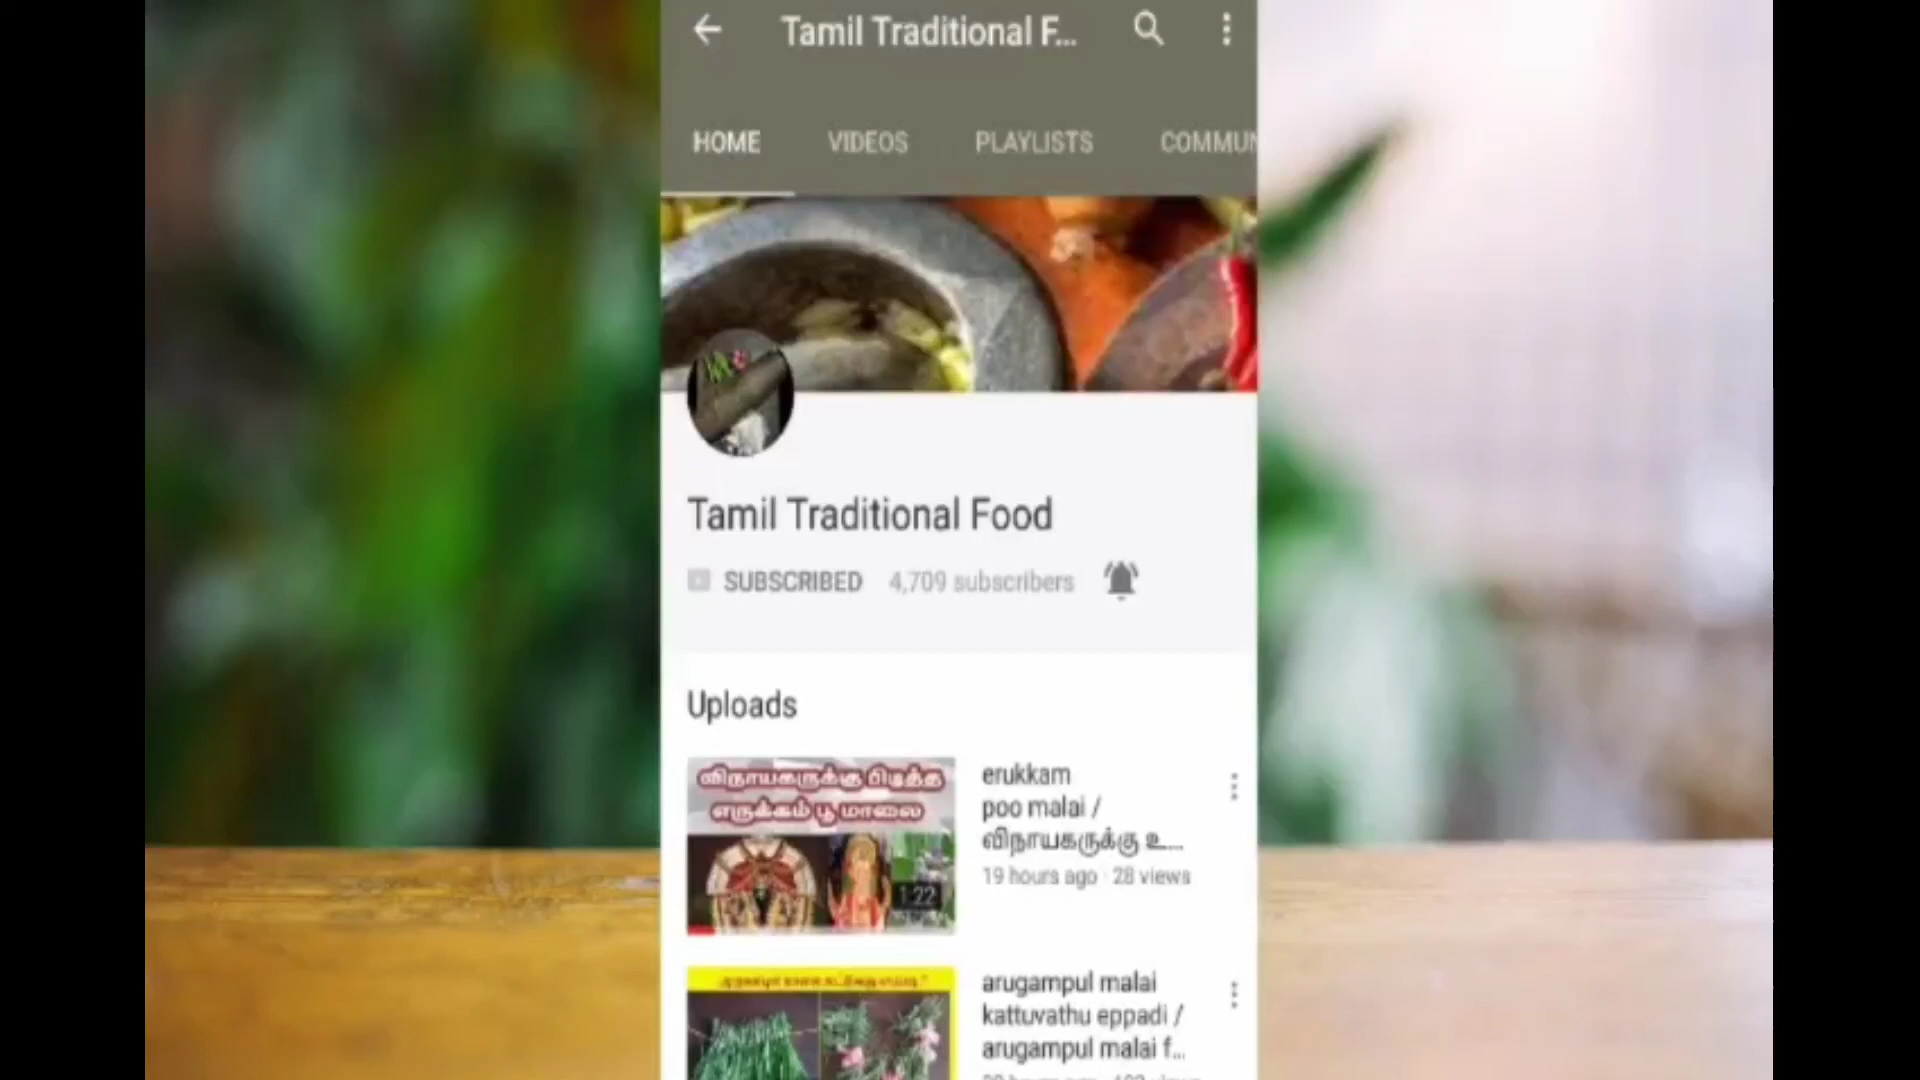 Tamil Traditional F...
HOME VIDEOS PLAYLISTS COMMUN
Tamil Traditional Food
SUBSCRIBED 4,709 subscribers
Uploads
விநாயகருக்கு பிடித்த
எருக்கம் பூ மாலை
1:22
erukkam
poo malai /
விநாயகருக்கு உ...
19 hours ago · 28 views
arugampul malai
kattuvathu eppadi /
arugampul malai f...